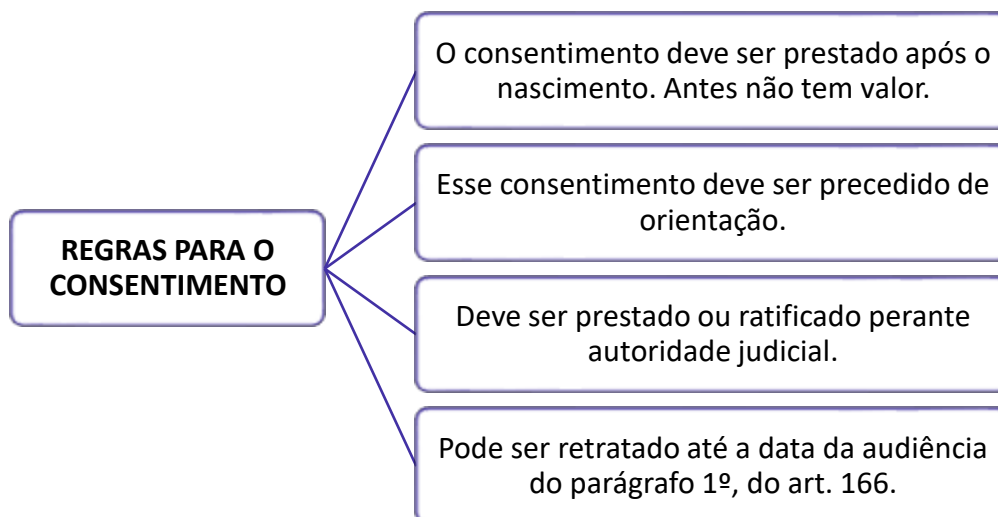 REGRAS PARA O
CONSENTIMENTO
O consentimento deve ser prestado após o
nascimento. Antes não tem valor.
Esse consentimento deve ser precedido de
orientação.
Deve ser prestado ou ratificado perante
autoridade judicial.
Pode ser retratado até a data da audiência
do parágrafo 1º, do art. 166.